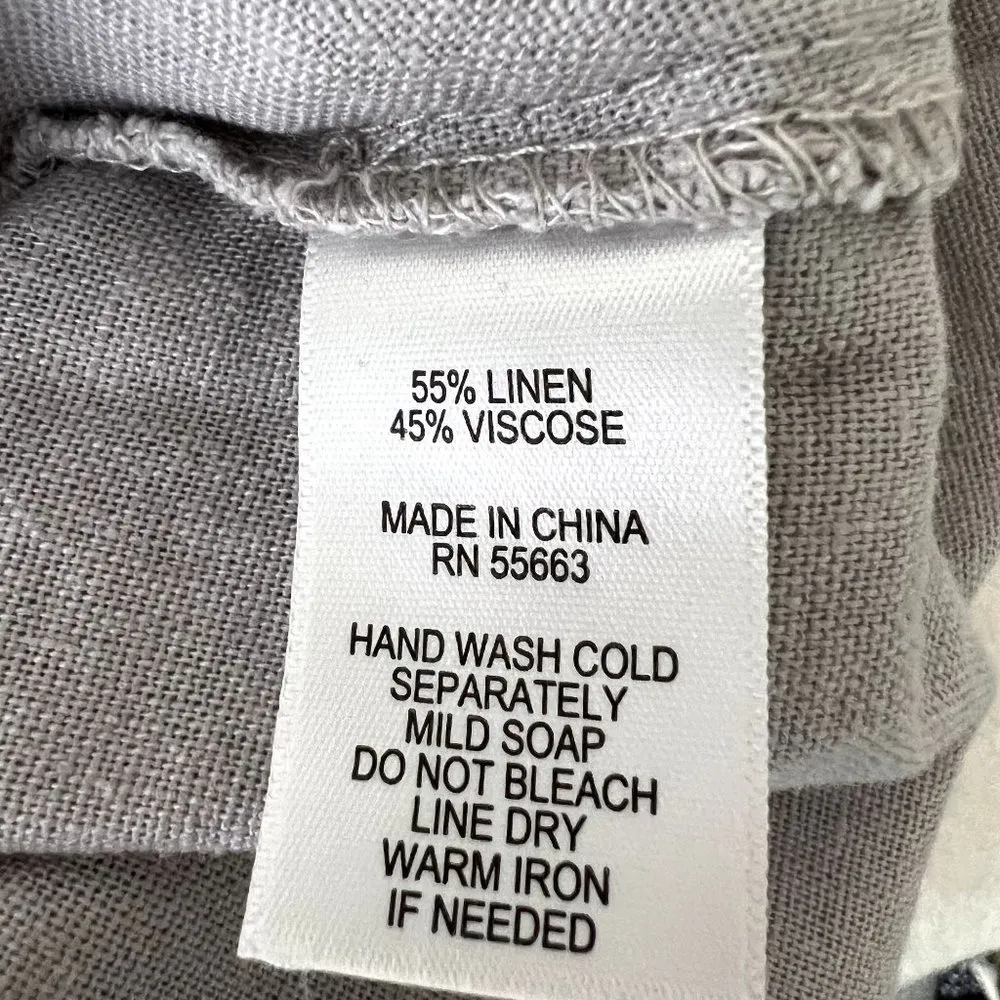 55% LINEN
45% VISCOSE
MADE IN CHINA
RN 55663
HAND WASH COLD
SEPARATELY
MILD SOAP
DO NOT BLEACH
LINE DRY
WARM IRON
IF NEEDED